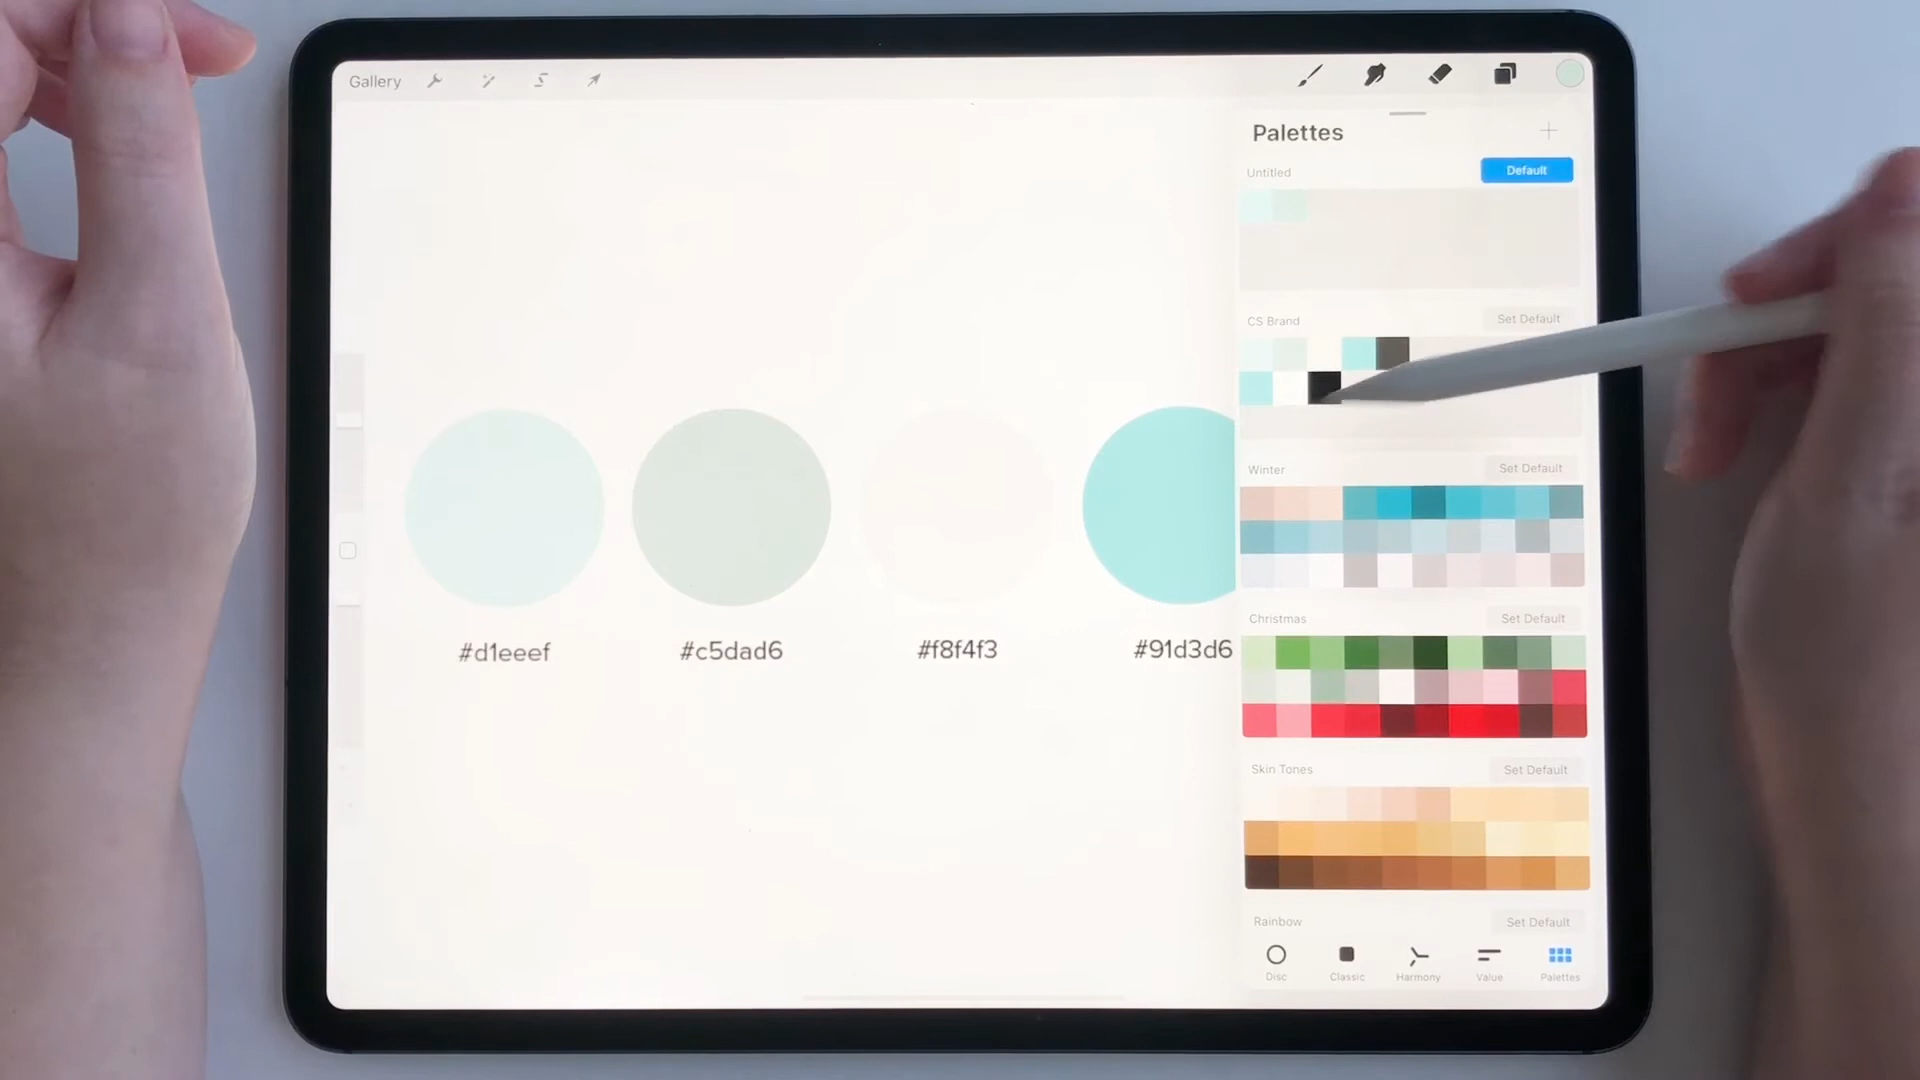 Gallery
Palettes
Untitled
Default
CS Brand
Set Default
Winter
Set Default
Christmas
Set Default
Skin Tones
Set Default
Rainbow
Set Default
#d1eeef
#c5dad6
#f8f4f3
#91d3d6
Disc
Classic
Harmony
Value
Palettes